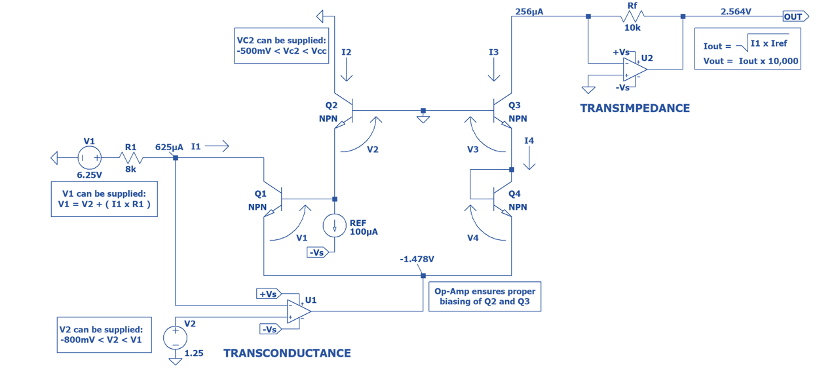 256µA
Rf
10k
2.564V
OUT
VC2 can be supplied:
-500mV < Vc2 < Vcc
I2
I3
+Vs
U2
-Vs
Iout = √ I1 x Iref
Vout = Iout x 10,000
TRANSIMPEDANCE
Q2
NPN
Q3
NPN
V2
V3
I4
V1
6.25V
R1
8k
625µA
I1
V1 can be supplied:
V1 = V2 + ( I1 x R1 )
Q1
NPN
V1
REF
100µA
-Vs
Q4
NPN
V4
-1.478V
+Vs
U1
-Vs
Op-Amp ensures proper
biasing of Q2 and Q3
V2 can be supplied:
-800mV < V2 < V1
V2
1.25
TRANSCONDUCTANCE